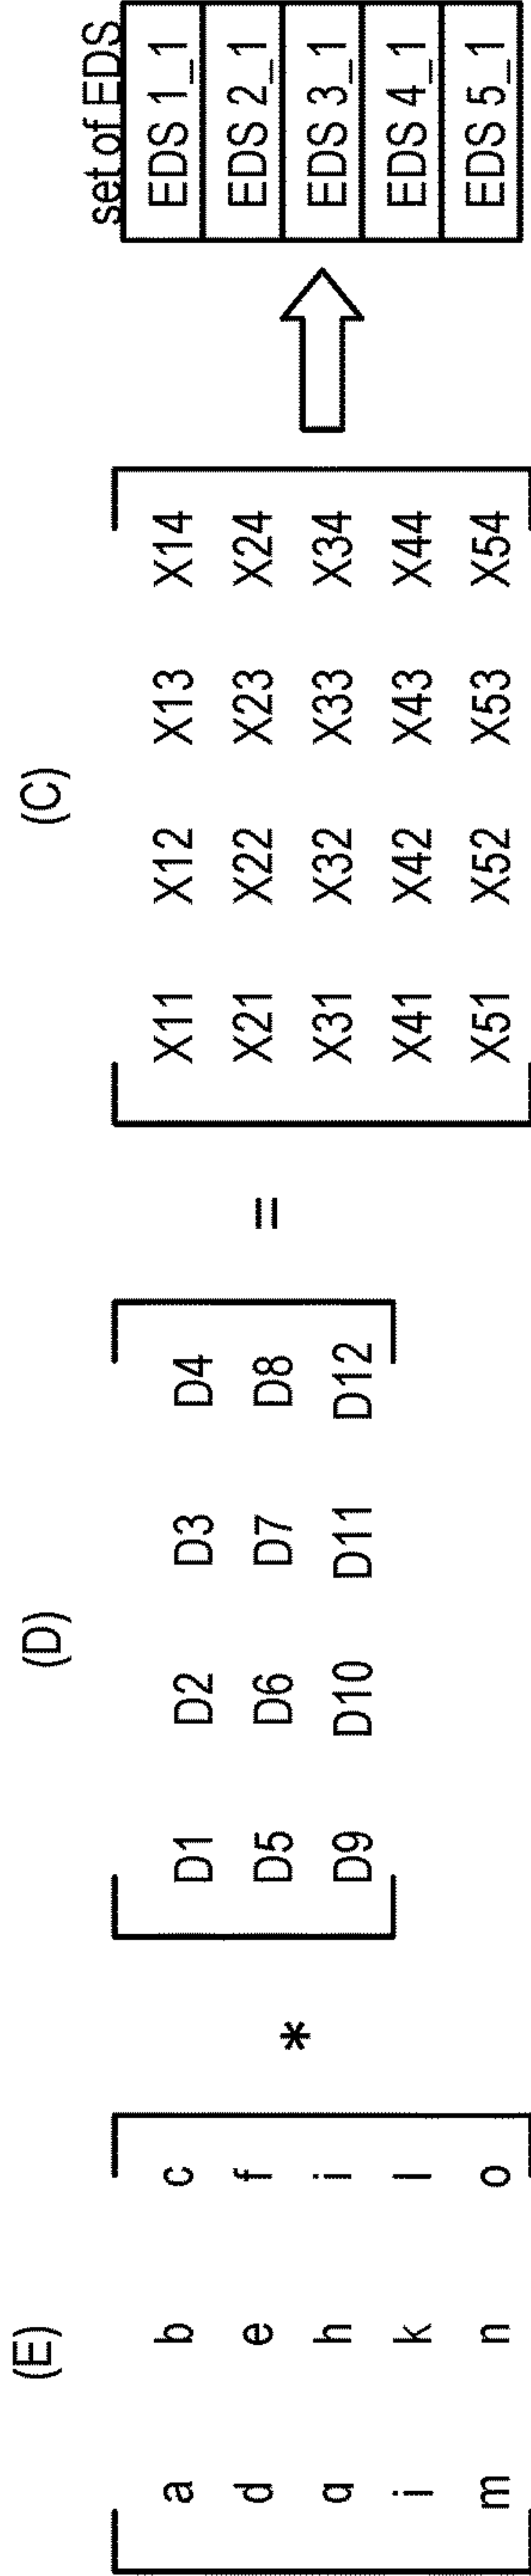 (E) (D) (C)
set of EDS
a b c * D1 D2 D3 D4 = X11 X12 X13 X14 EDS 1_1
d e f D5 D6 D7 D8 X21 X22 X23 X24 EDS 2_1
g h i D9 D10 D11 D12 X31 X32 X33 X34 EDS 3_1
j k l X41 X42 X43 X44 EDS 4_1
m n o X51 X52 X53 X54 EDS 5_1